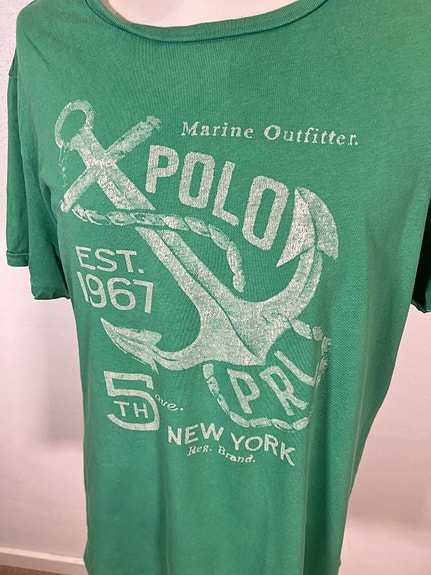 Marine Outfitter.
POLO
EST.
1967
PRL
5TH ave.
NEW YORK
Reg. Brand.